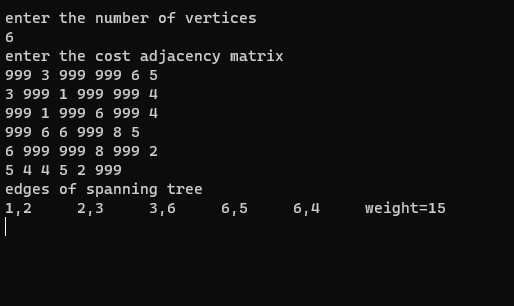 enter the number of vertices
6
enter the cost adjacency matrix
999 3 999 999 6 5
3 999 1 999 999 4
999 1 999 6 999 4
999 6 6 999 8 5
6 999 999 8 999 2
5 4 4 5 2 999
edges of spanning tree
1,2     2,3     3,6     6,5     6,4     weight=15